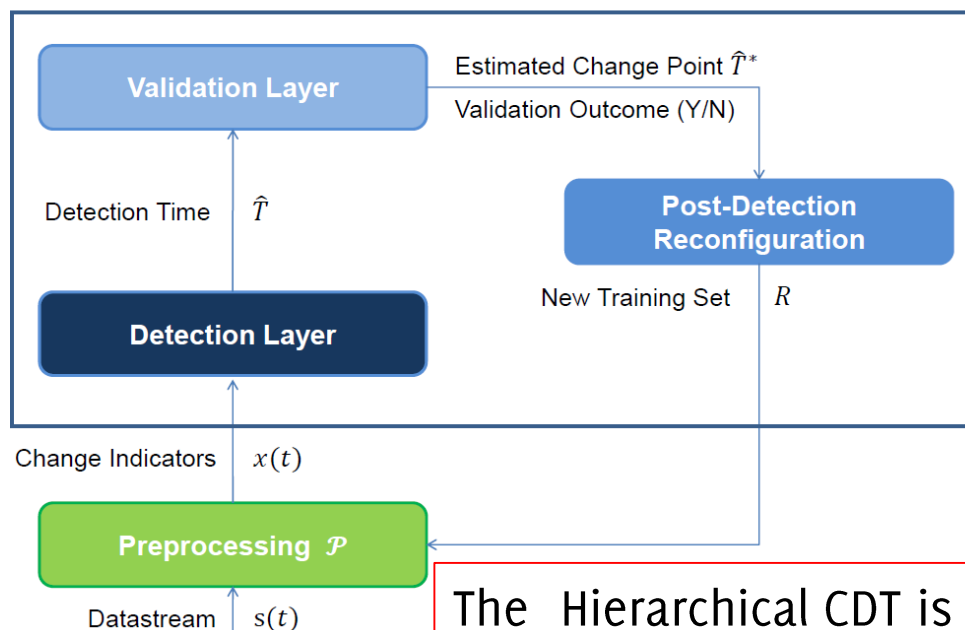 Validation Layer
Estimated Change Point T̂*
Validation Outcome (Y/N)
Detection Time T̂
Post-Detection
Reconfiguration
New Training Set R
Detection Layer
Change Indicators x(t)
Preprocessing 𝒫
Datastream s(t)
The Hierarchical CDT is